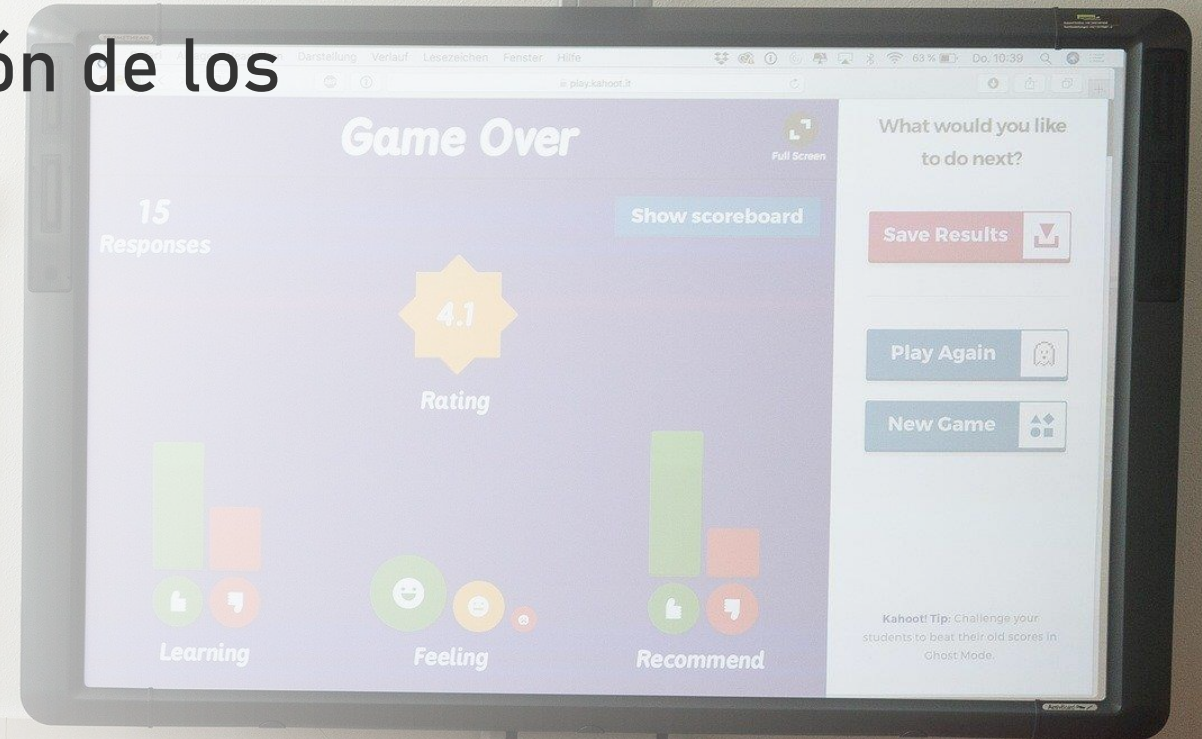 ón de los
Darstellung Verlauf Lesezeichen Fenster Hilfe
63 % Do. 10:39
play.kahoot.it
Game Over
Full Screen
What would you like
to do next?
15
Responses
Show scoreboard
Save Results
4.1
Rating
Play Again
New Game
Learning
Feeling
Recommend
Kahoot! Tip: Challenge your
students to beat their old scores in
Ghost Mode.